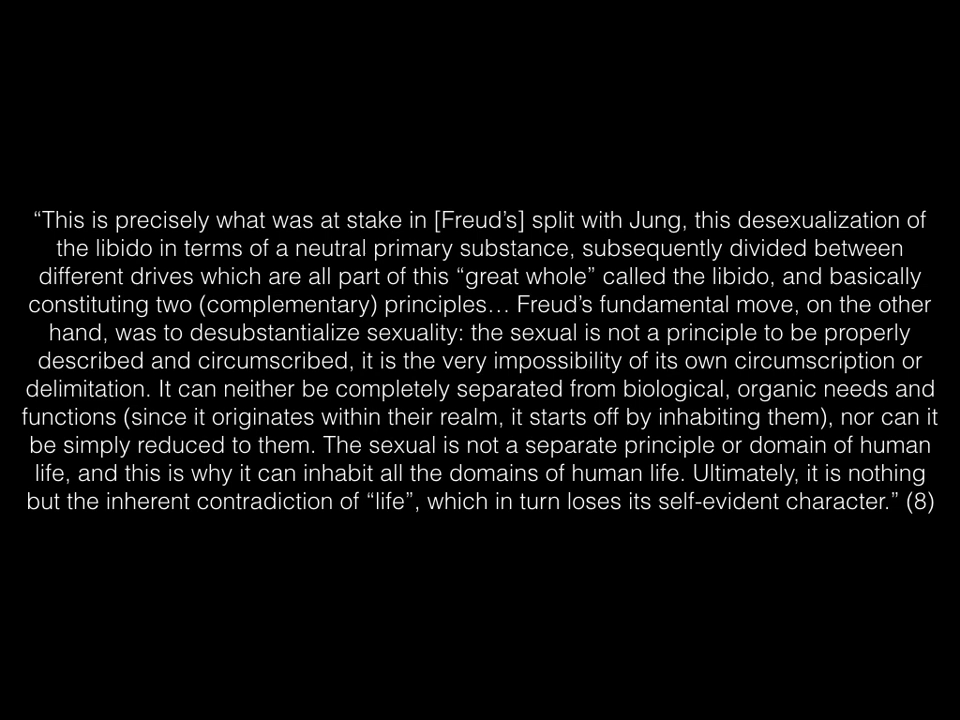 “This is precisely what was at stake in [Freud’s] split with Jung, this desexualization of
the libido in terms of a neutral primary substance, subsequently divided between
different drives which are all part of this “great whole” called the libido, and basically
constituting two (complementary) principles… Freud’s fundamental move, on the other
hand, was to desubstantialize sexuality: the sexual is not a principle to be properly
described and circumscribed, it is the very impossibility of its own circumscription or
delimitation. It can neither be completely separated from biological, organic needs and
functions (since it originates within their realm, it starts off by inhabiting them), nor can it
be simply reduced to them. The sexual is not a separate principle or domain of human
life, and this is why it can inhabit all the domains of human life. Ultimately, it is nothing
but the inherent contradiction of “life”, which in turn loses its self-evident character.” (8)